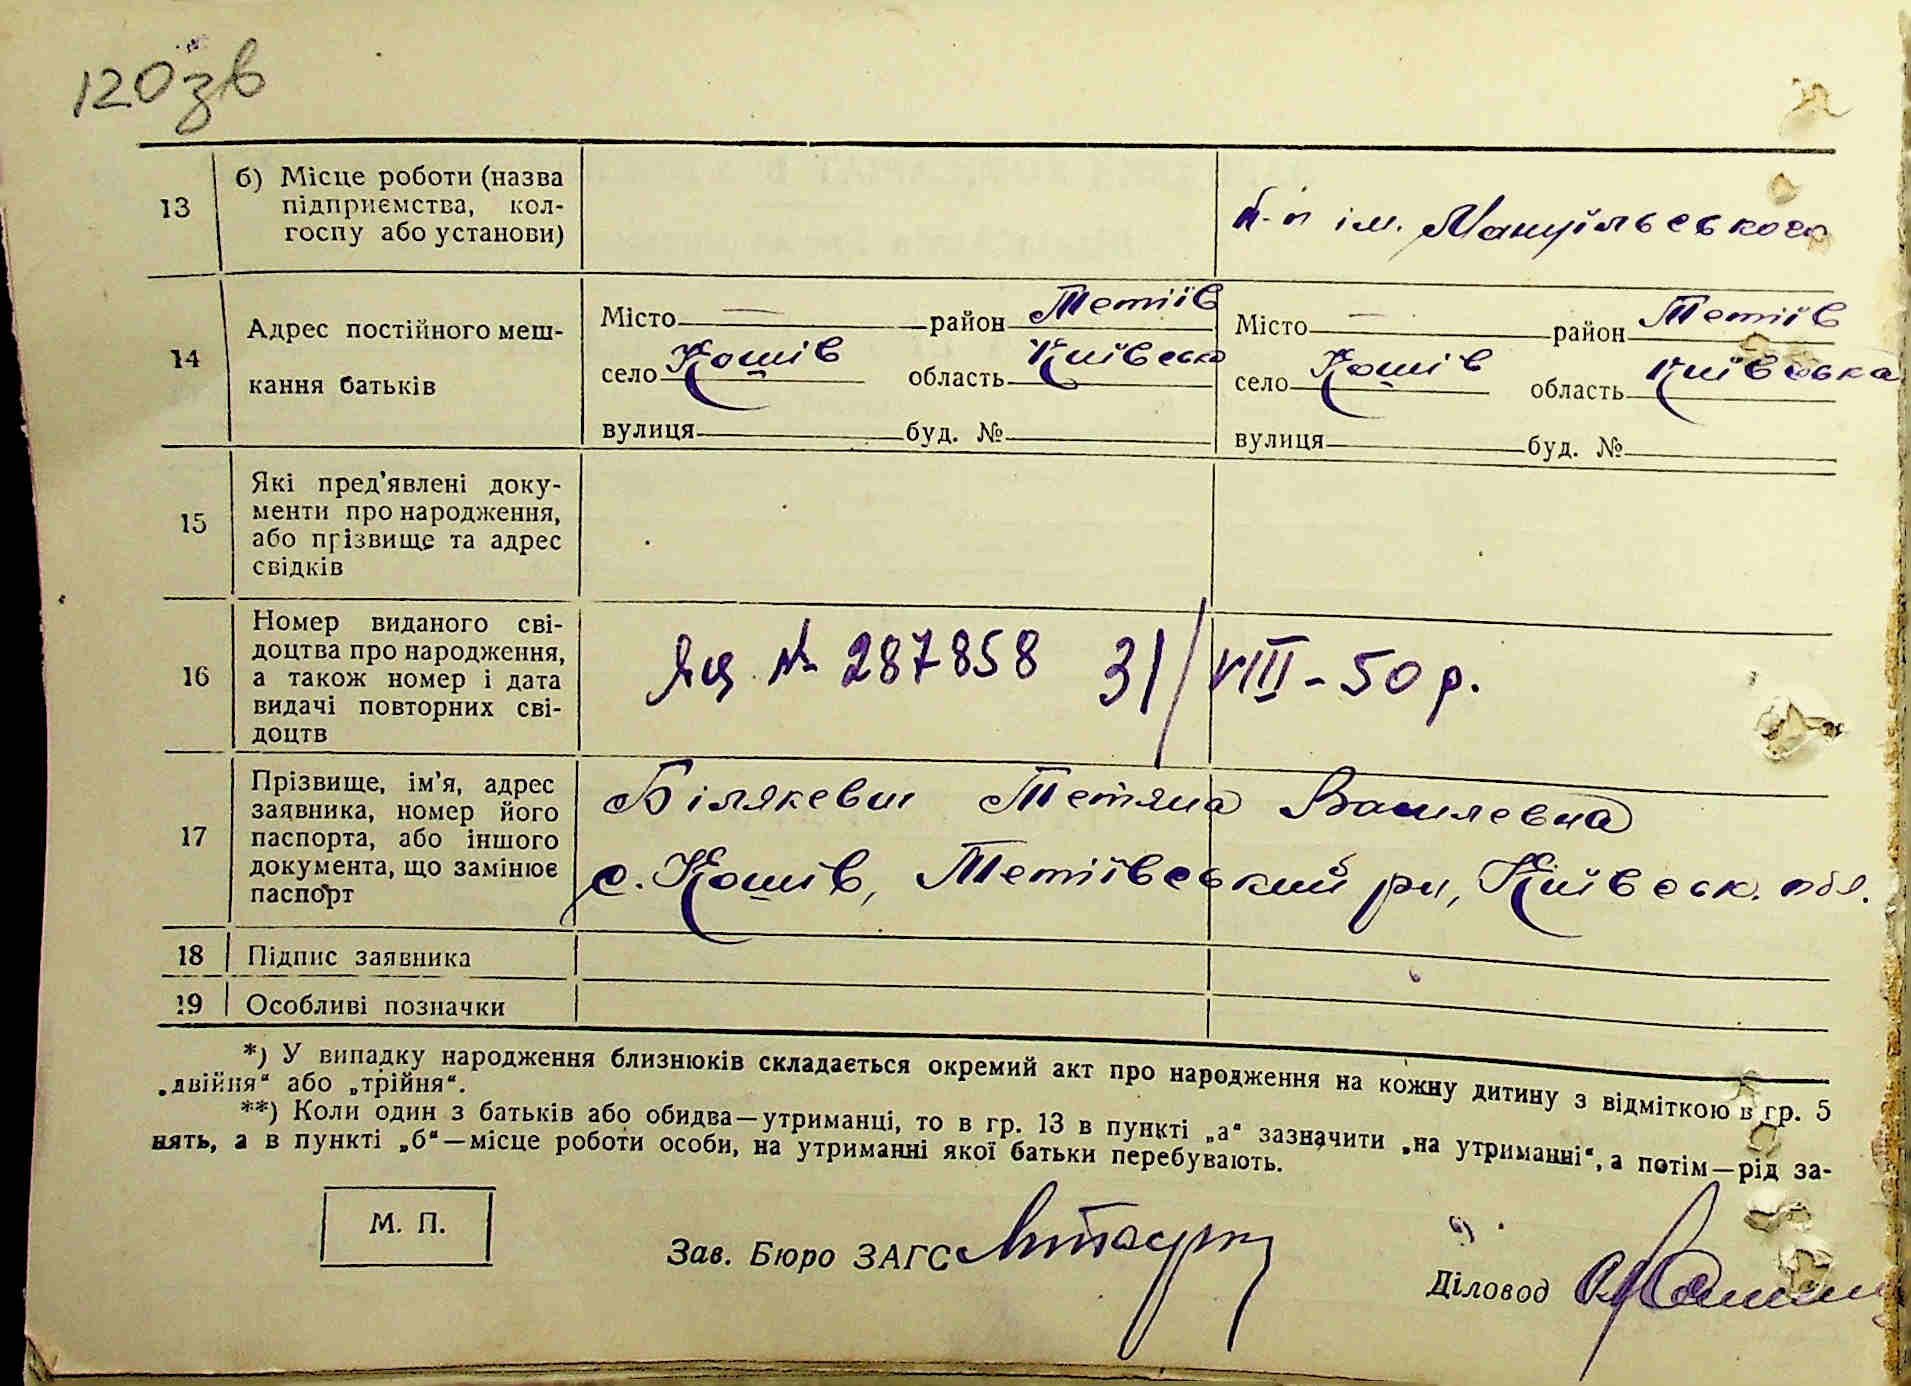 120зв
13
б) Місце роботи (назва
підприємства, кол-
госпу або установи)
к-п ім. Мануїльського
14
Адрес постійного меш-
кання батьків
Місто — район Тетіїв
село Кошів область Київсько
вулиця буд. №
Місто — район Тетіїв
село Кошів область Київська
вулиця буд. №
15
Які пред'явлені доку-
менти про народження,
або прізвище та адрес
свідків
16
Номер виданого сві-
доцтва про народження,
а також номер і дата
видачі повторних сві-
доцтв
ЯЦ № 287858 31/VIII-50 р.
17
Прізвище, ім'я, адрес
заявника, номер його
паспорта, або іншого
документа, що замінює
паспорт
Білякевич Тетяна Василевна
с. Кошів, Тетіївський рн, Київськ. обл.
18 Підпис заявника
19 Особливі позначки
*) У випадку народження близнюків складається окремий акт про народження на кожну дитину з відміткою в гр. 5
„двійня“ або „трійня“.
**) Коли один з батьків або обидва—утриманці, то в гр. 13 в пункті „а“ зазначити „на утриманні“, а потім—рід за-
нять, а в пункті „б“—місце роботи особи, на утриманні якої батьки перебувають.
М. П.
Зав. Бюро ЗАГС
Діловод